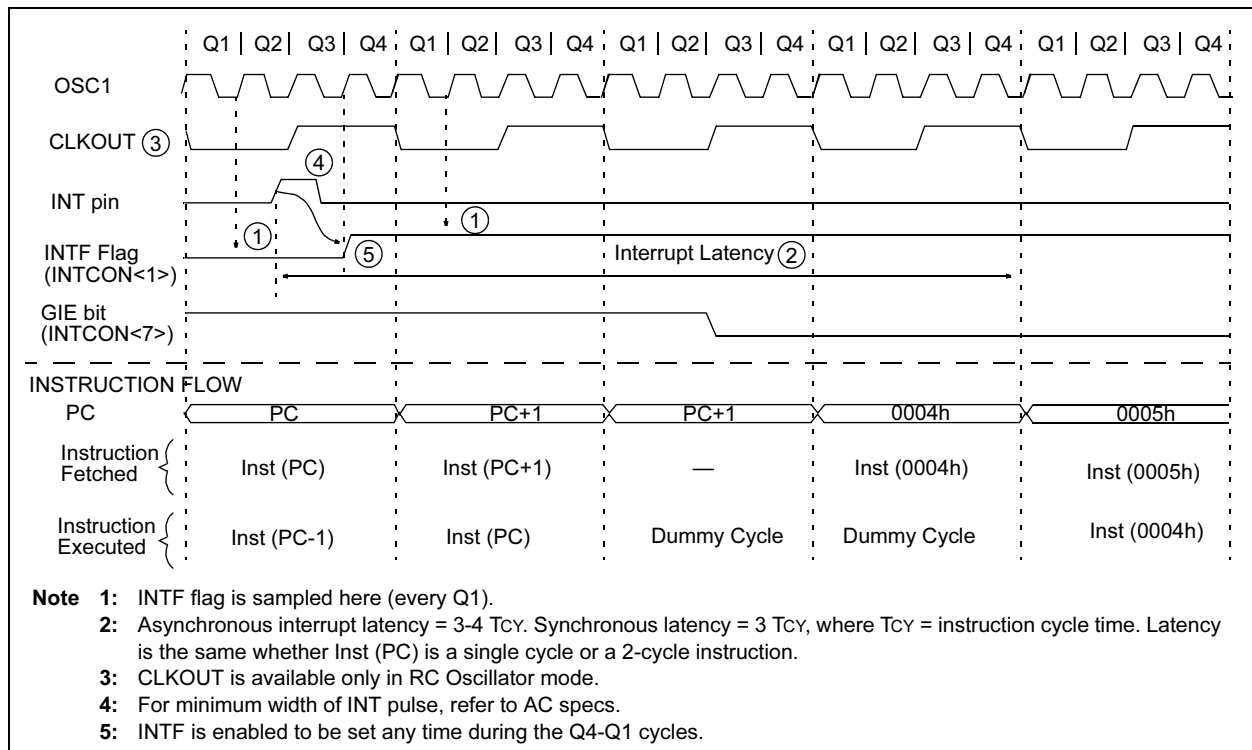 Q1 | Q2 | Q3 | Q4 Q1 | Q2 | Q3 | Q4 Q1 | Q2 | Q3 | Q4 Q1 | Q2 | Q3 | Q4 Q1 | Q2 | Q3 | Q4
OSC1
CLKOUT 3
4
INT pin
1 1
INTF Flag
(INTCON<1>)
5 Interrupt Latency 2
GIE bit
(INTCON<7>)
INSTRUCTION FLOW
PC PC PC+1 PC+1 0004h 0005h
Instruction
Fetched
Inst (PC) Inst (PC+1) — Inst (0004h) Inst (0005h)
Instruction
Executed
Inst (PC-1) Inst (PC) Dummy Cycle Dummy Cycle Inst (0004h)
Note 1: INTF flag is sampled here (every Q1).
2: Asynchronous interrupt latency = 3-4 TCY. Synchronous latency = 3 TCY, where TCY = instruction cycle time. Latency
is the same whether Inst (PC) is a single cycle or a 2-cycle instruction.
3: CLKOUT is available only in RC Oscillator mode.
4: For minimum width of INT pulse, refer to AC specs.
5: INTF is enabled to be set any time during the Q4-Q1 cycles.